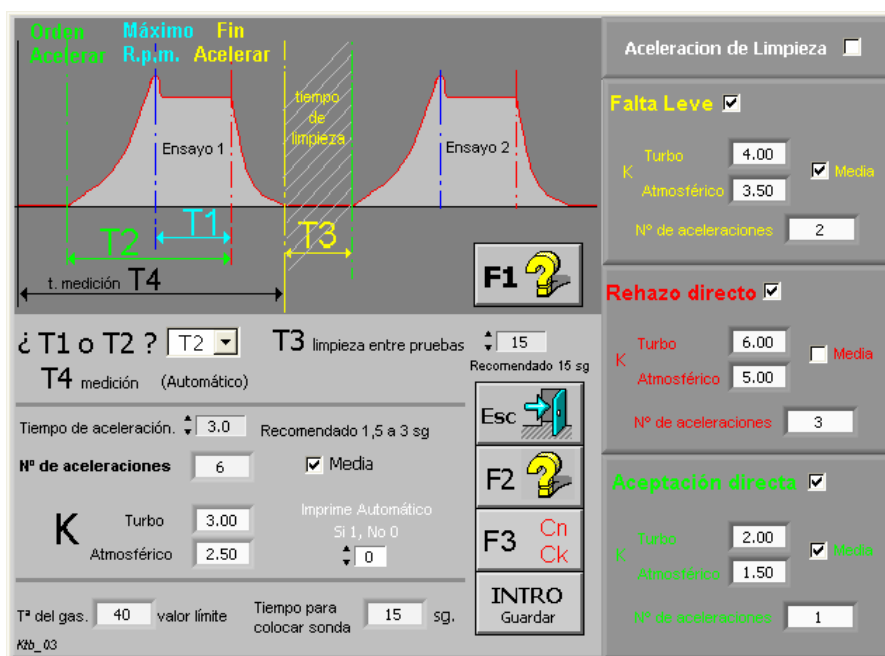 Orden Acelerar
Máximo R.p.m.
Fin Acelerar
Ensayo 1
tiempo de limpieza
Ensayo 2
T1
T2
T3
t. medición T4
F1
¿ T1 o T2 ? T2
T3 limpieza entre pruebas 15
Recomendado 15 sg
T4 medición (Automático)
Tiempo de aceleración. 3.0 Recomendado 1,5 a 3 sg
Nº de aceleraciones 6 Media
K
Turbo 3.00
Atmosférico 2.50
Imprime Automático
Si 1, No 0
0
Tª del gas. 40 valor límite
Tiempo para
colocar sonda 15 sg.
Ktb_03
Esc
F2
F3 Cn
Ck
INTRO
Guardar
Aceleracion de Limpieza
Falta Leve
K
Turbo 4.00
Atmosférico 3.50
Media
Nº de aceleraciones 2
Rehazo directo
K
Turbo 6.00
Atmosférico 5.00
Media
Nº de aceleraciones 3
Aceptación directa
K
Turbo 2.00
Atmosférico 1.50
Media
Nº de aceleraciones 1